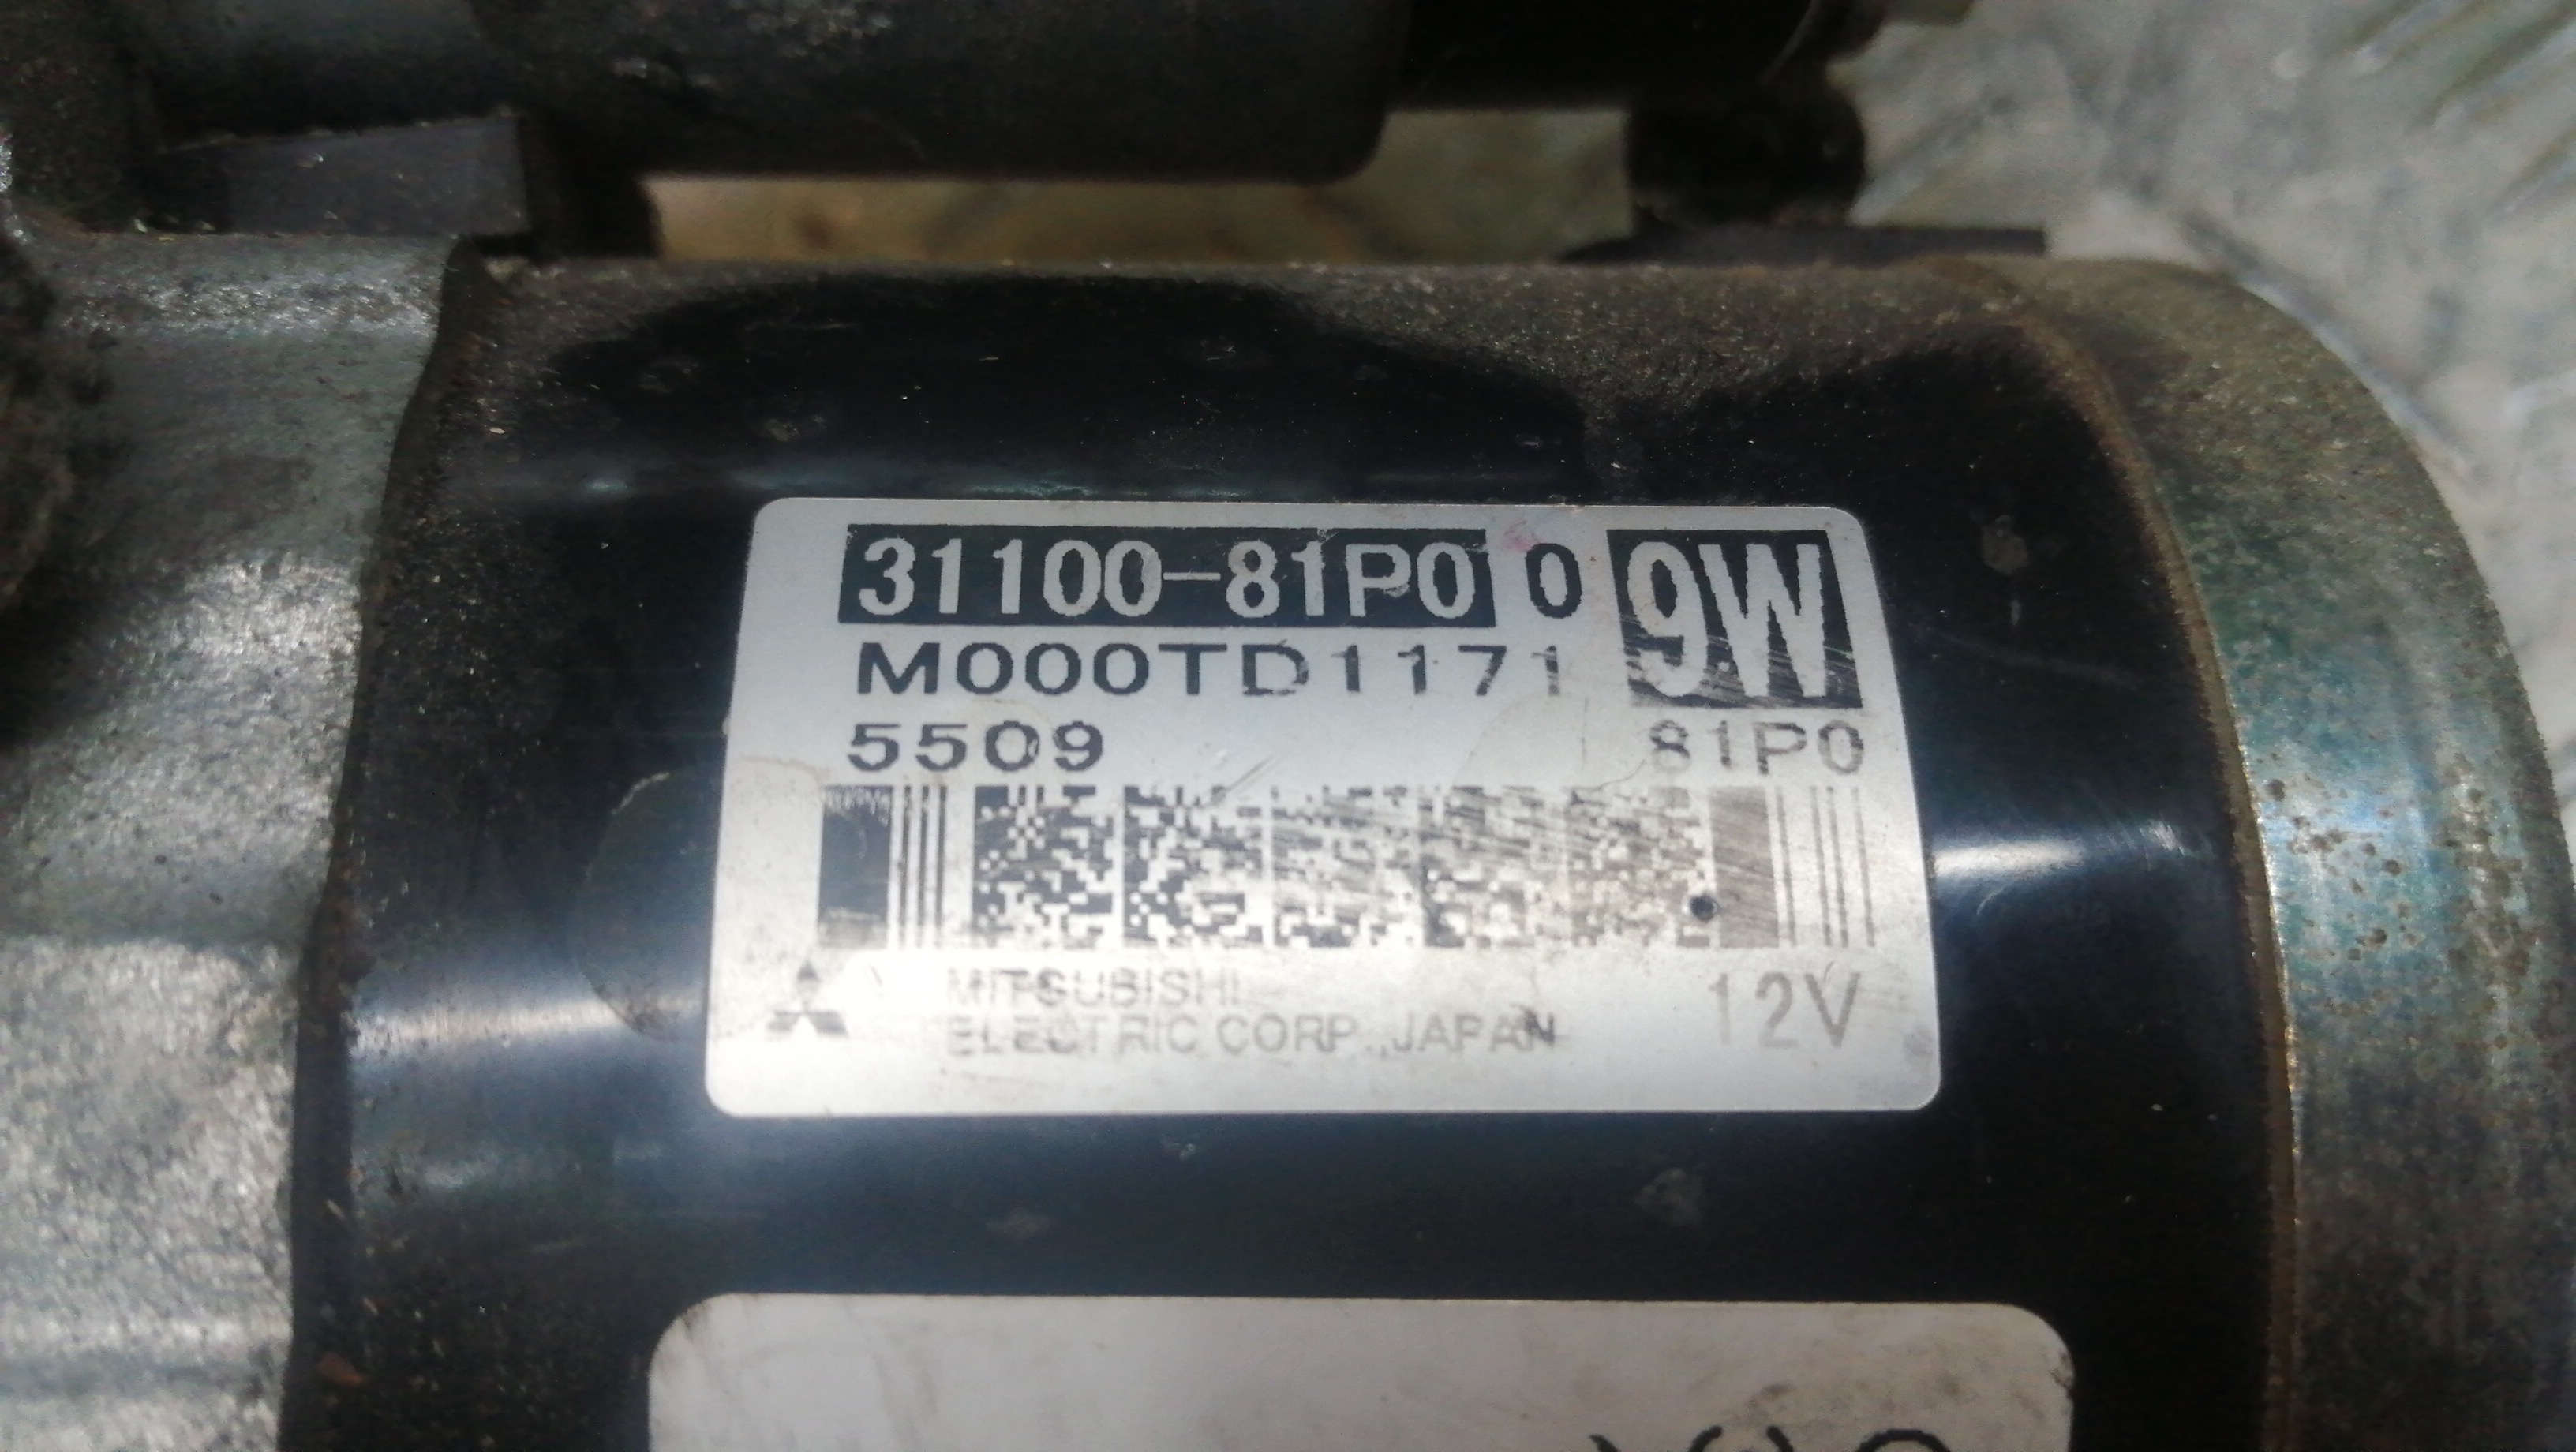 31100-81P0 0 9W
M000TD1171
5509 81P0
MITSUBISHI
ELECTRIC CORP.,JAPAN 12V